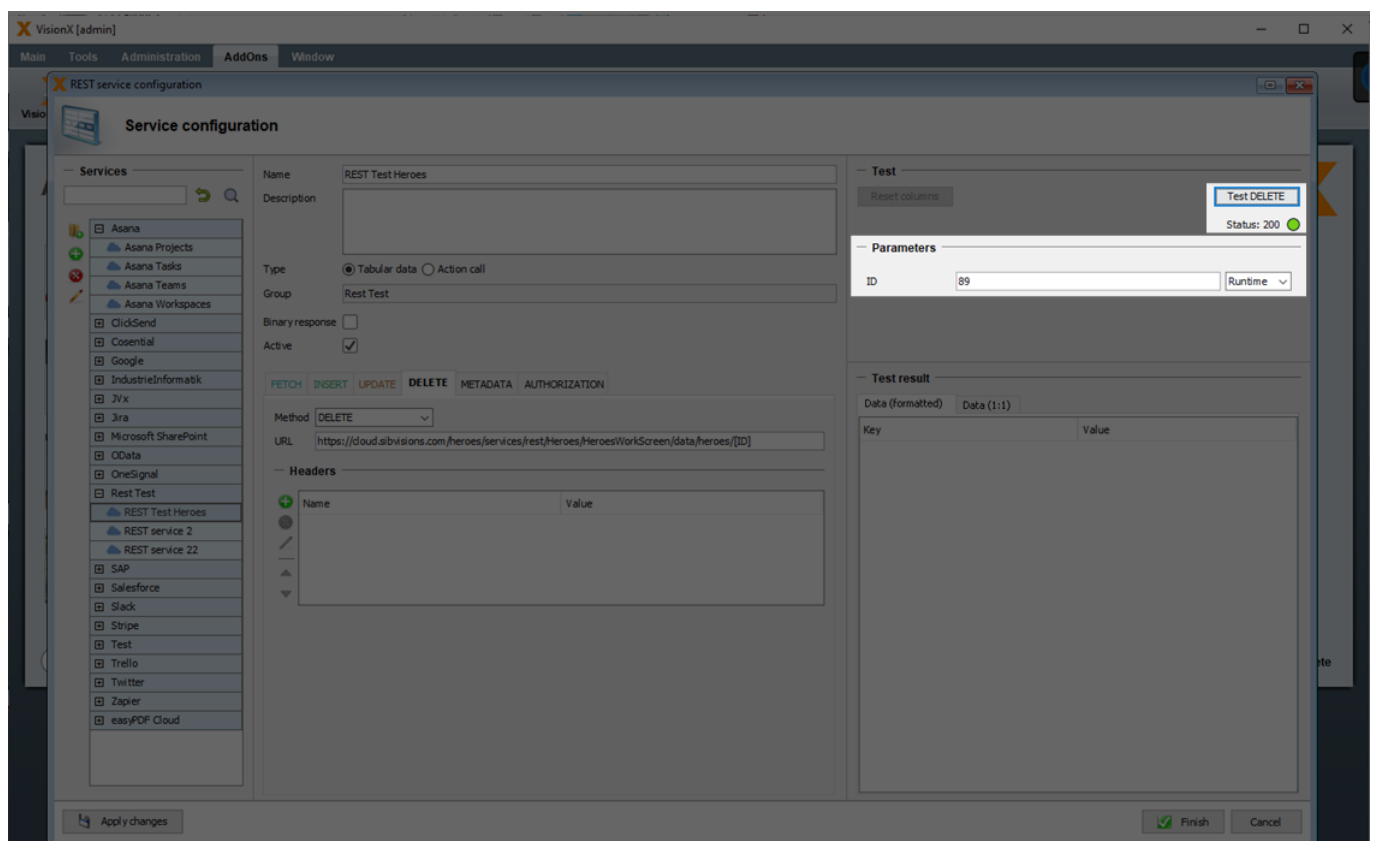 VisionX [admin]
Main Tools Administration AddOns Window
REST service configuration
Visio
Service configuration
Services
Asana
Asana Projects
Asana Tasks
Asana Teams
Asana Workspaces
ClickSend
Cosential
Google
IndustrieInformatik
JVx
Jira
Microsoft SharePoint
OData
OneSignal
Rest Test
REST Test Heroes
REST service 2
REST service 22
SAP
Salesforce
Slack
Stripe
Test
Trello
Twitter
Zapier
easyPDF Cloud
Name REST Test Heroes
Description
Type Tabular data Action call
Group Rest Test
Binary response
Active
FETCH INSERT UPDATE DELETE METADATA AUTHORIZATION
Method DELETE
URL https://cloud.sibvisions.com/heroes/services/rest/Heroes/HeroesWorkScreen/data/heroes/[ID]
Headers
Name Value
Test
Reset columns Test DELETE
Status: 200
Parameters
ID 89 Runtime
Test result
Data (formatted) Data (1:1)
Key Value
ete
Apply changes Finish Cancel